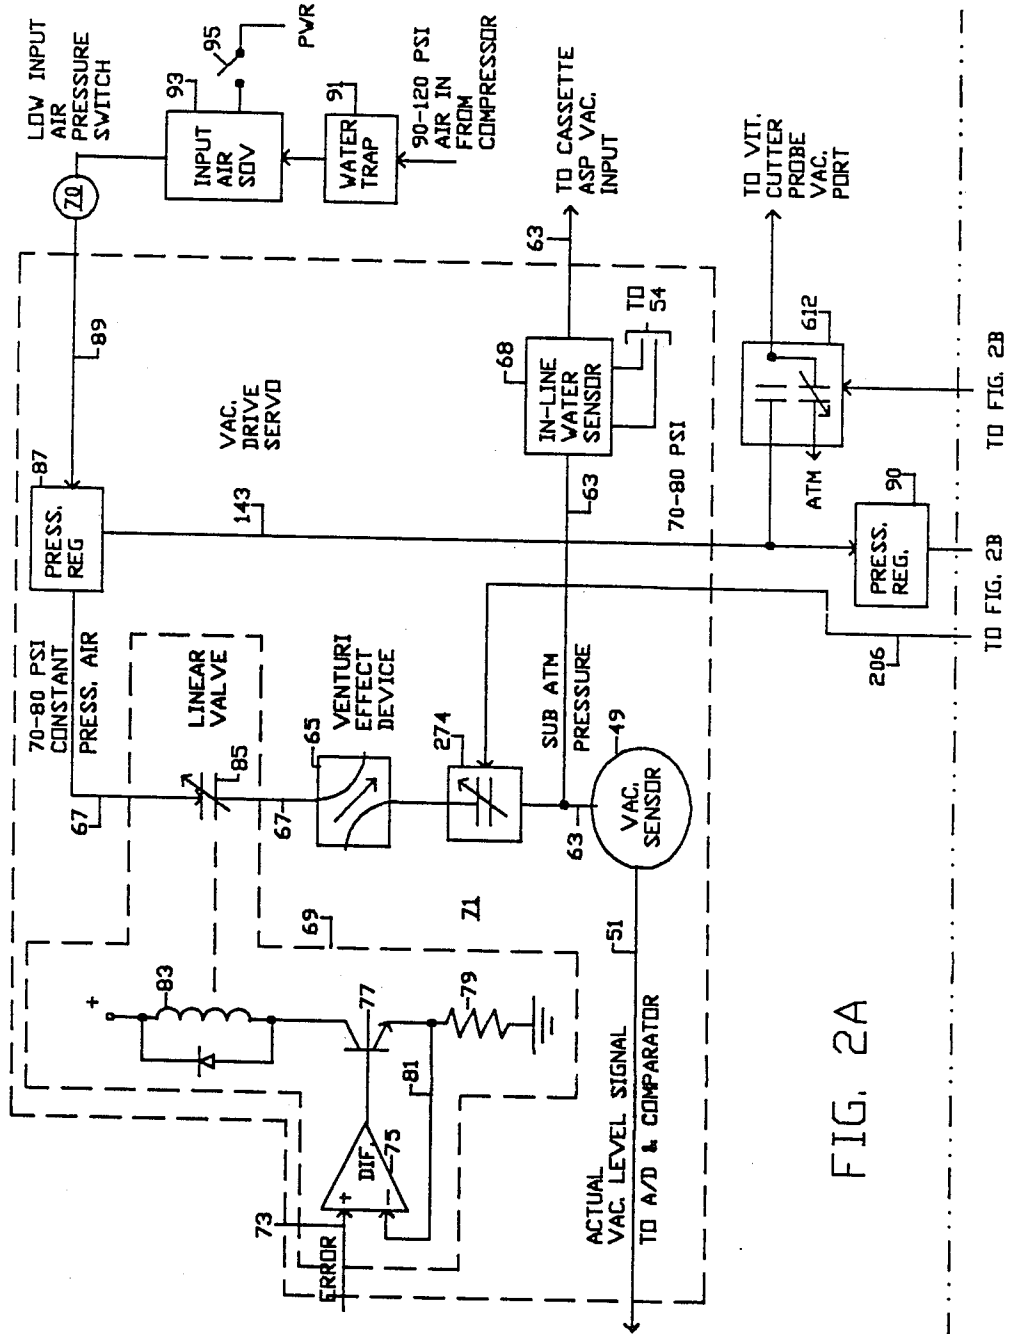 LOW INPUT
AIR
PRESSURE
SWITCH
70
93
95
PWR
INPUT
AIR
SOV
91
WATER
TRAP
90-120 PSI
AIR IN
FROM
COMPRESSOR
89
87
PRESS.
REG
143
VAC.
DRIVE
SERVO
63
TO CASSETTE
ASP VAC.
INPUT
68
IN-LINE
WATER
SENSOR
TO
54
63
70-80 PSI
TO VIT.
CUTTER
PROBE
VAC.
PORT
612
ATM
90
PRESS.
REG.
206
TO FIG. 2B
TO FIG. 2B
70-80 PSI
CONSTANT
PRESS. AIR
67
LINEAR
VALVE
85
67
65
VENTURI
EFFECT
DEVICE
274
SUB ATM
PRESSURE
63
49
VAC.
SENSOR
69
71
51
+
83
77
79
81
DIF.
75
+
-
73
ERROR
ACTUAL
VAC. LEVEL SIGNAL
TO A/D & COMPARATOR
FIG. 2A